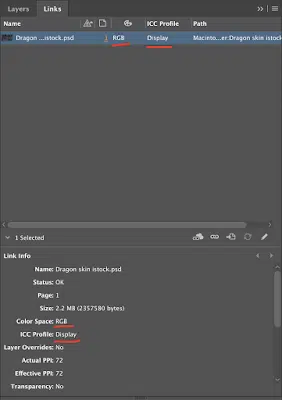 Layers Links
Name ICC Profile Path
Dragon ...istock.psd 1 RGB Display Macinto...er:Dragon skin istock
1 Selected
Link Info
Name: Dragon skin istock.psd
Status: OK
Page: 1
Size: 2.2 MB (2357580 bytes)
Color Space: RGB
ICC Profile: Display
Layer Overrides: No
Actual PPI: 72
Effective PPI: 72
Transparency: No